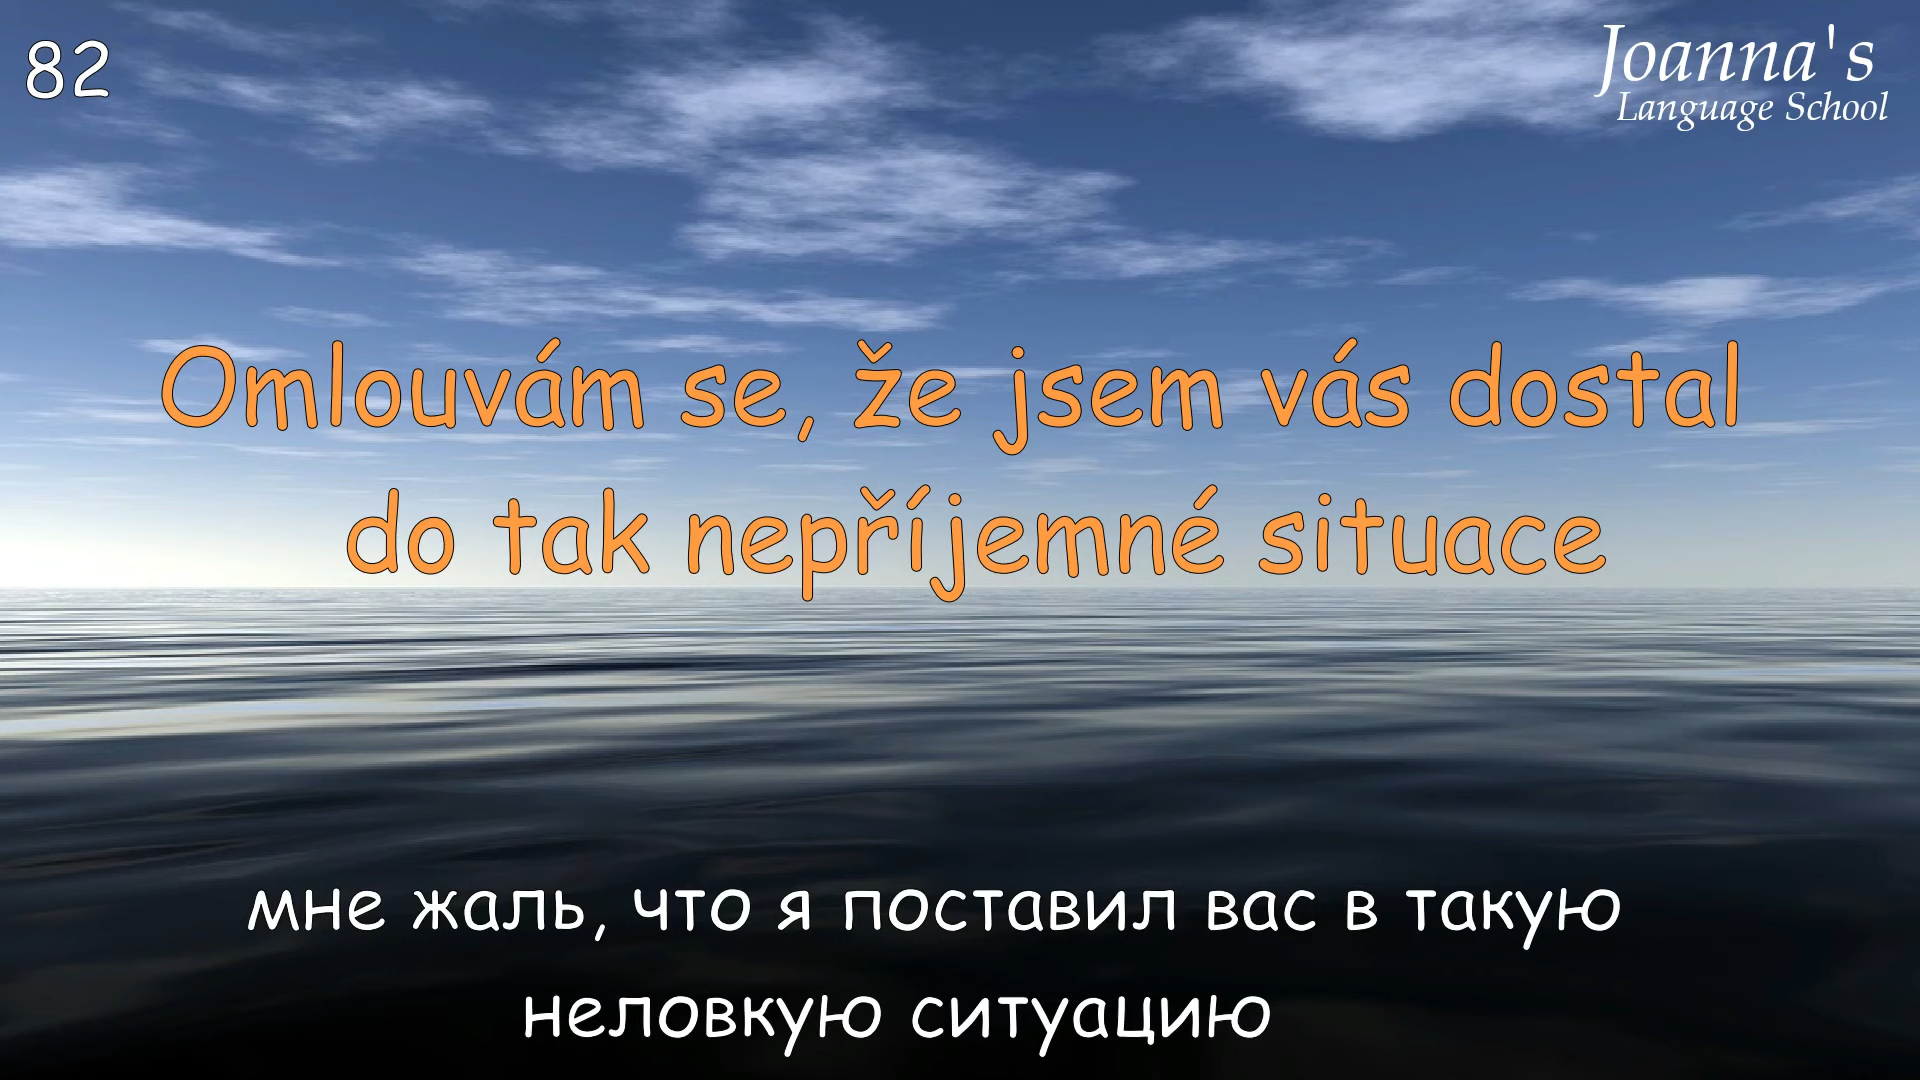 82
Joanna's
Language School
Omlouvám se, že jsem vás dostal
do tak nepříjemné situace
мне жаль, что я поставил вас в такую
неловкую ситуацию